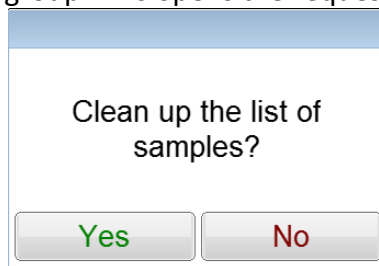 Clean up the list of
samples?
Yes No